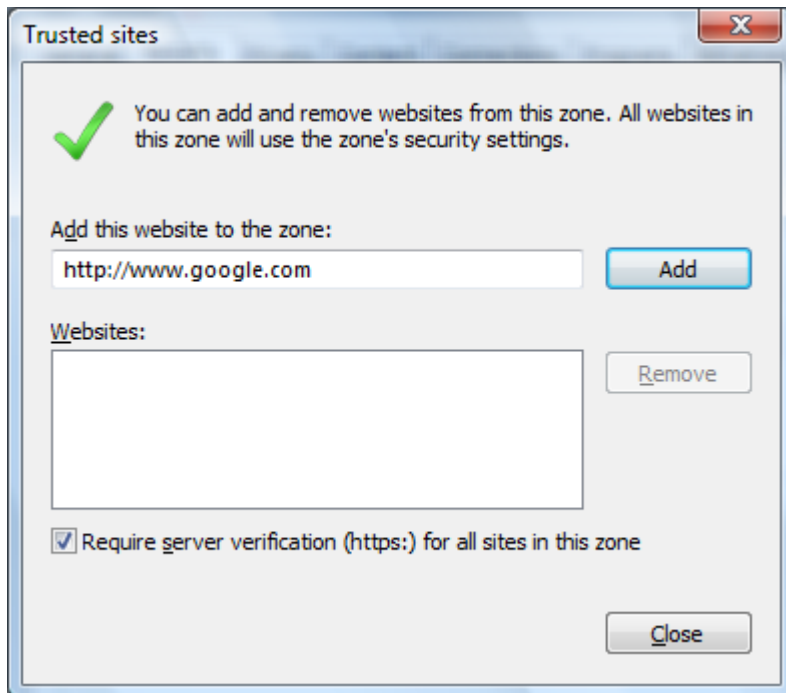 Trusted sites
You can add and remove websites from this zone. All websites in
this zone will use the zone's security settings.
Add this website to the zone:
http://www.google.com
Add
Websites:
Remove
Require server verification (https:) for all sites in this zone
Close